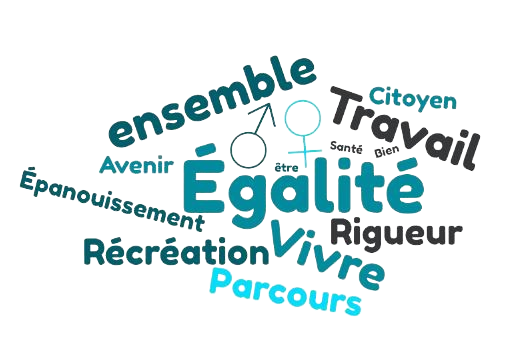 ensemble
Citoyen
Travail
Santé
Bien
être
Avenir
Égalité
Épanouissement
Rigueur
Récréation
Vivre
Parcours